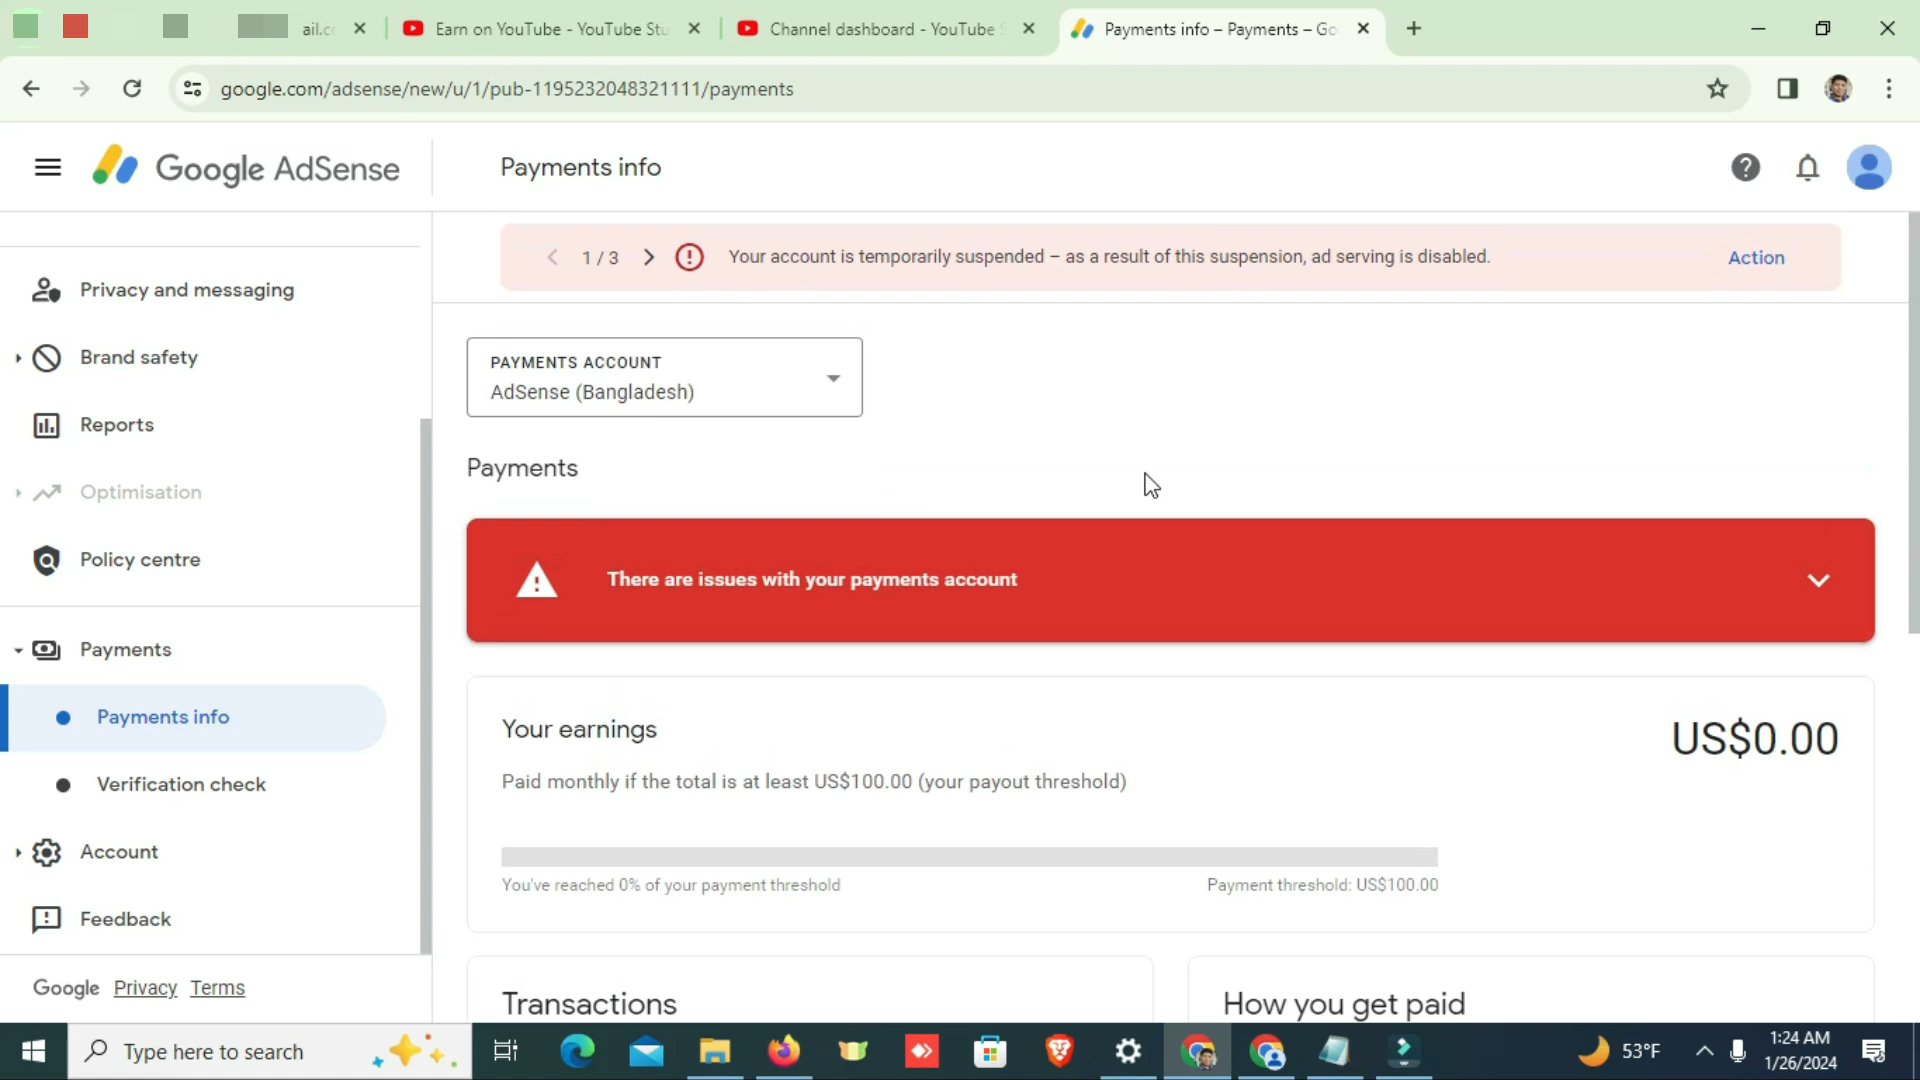 Earn on YouTube - YouTube Stu
Channel dashboard - YouTube
Payments info – Payments – Go
google.com/adsense/new/u/1/pub-1195232048321111/payments
Google AdSense
Payments info
1 / 3
Your account is temporarily suspended – as a result of this suspension, ad serving is disabled.
Action
Privacy and messaging
Brand safety
Reports
Optimisation
Policy centre
Payments
Payments info
Verification check
Account
Feedback
Google Privacy Terms
PAYMENTS ACCOUNT
AdSense (Bangladesh)
Payments
There are issues with your payments account
Your earnings
US$0.00
Paid monthly if the total is at least US$100.00 (your payout threshold)
You've reached 0% of your payment threshold
Payment threshold: US$100.00
Transactions
How you get paid
Type here to search
53°F
1:24 AM
1/26/2024